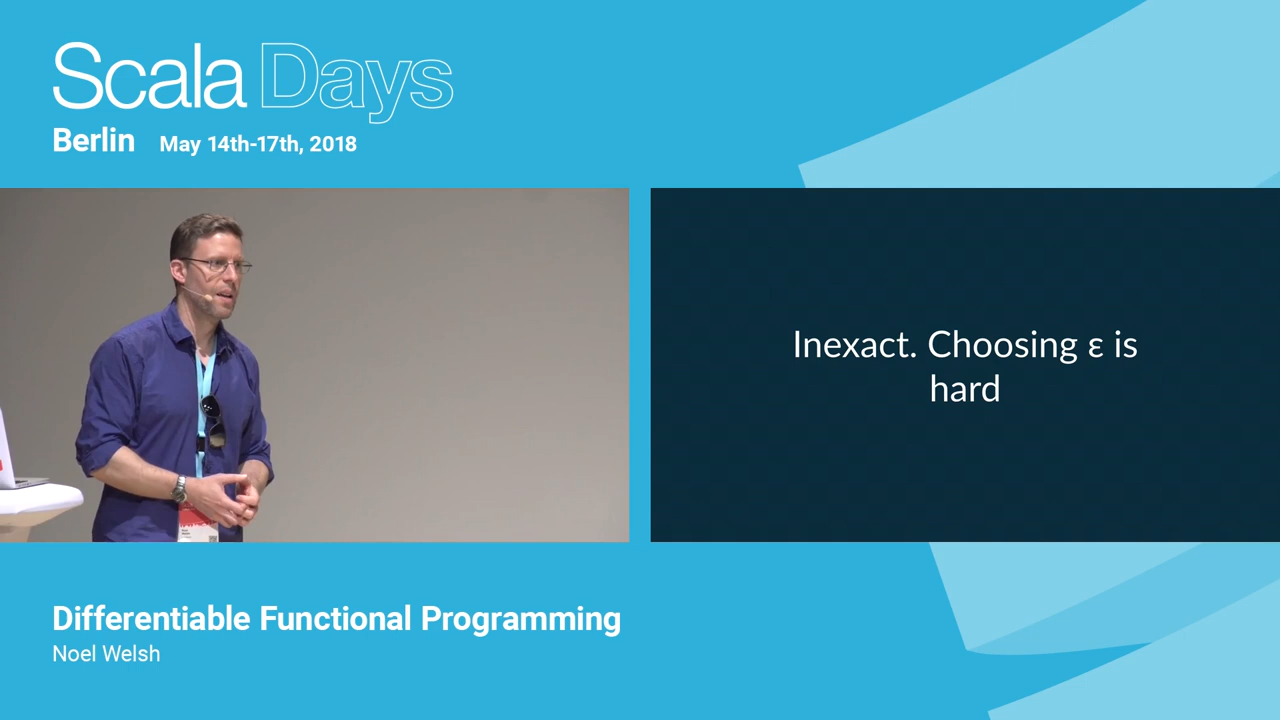 Scala Days
Berlin May 14th-17th, 2018
Inexact. Choosing ε is
hard
Differentiable Functional Programming
Noel Welsh